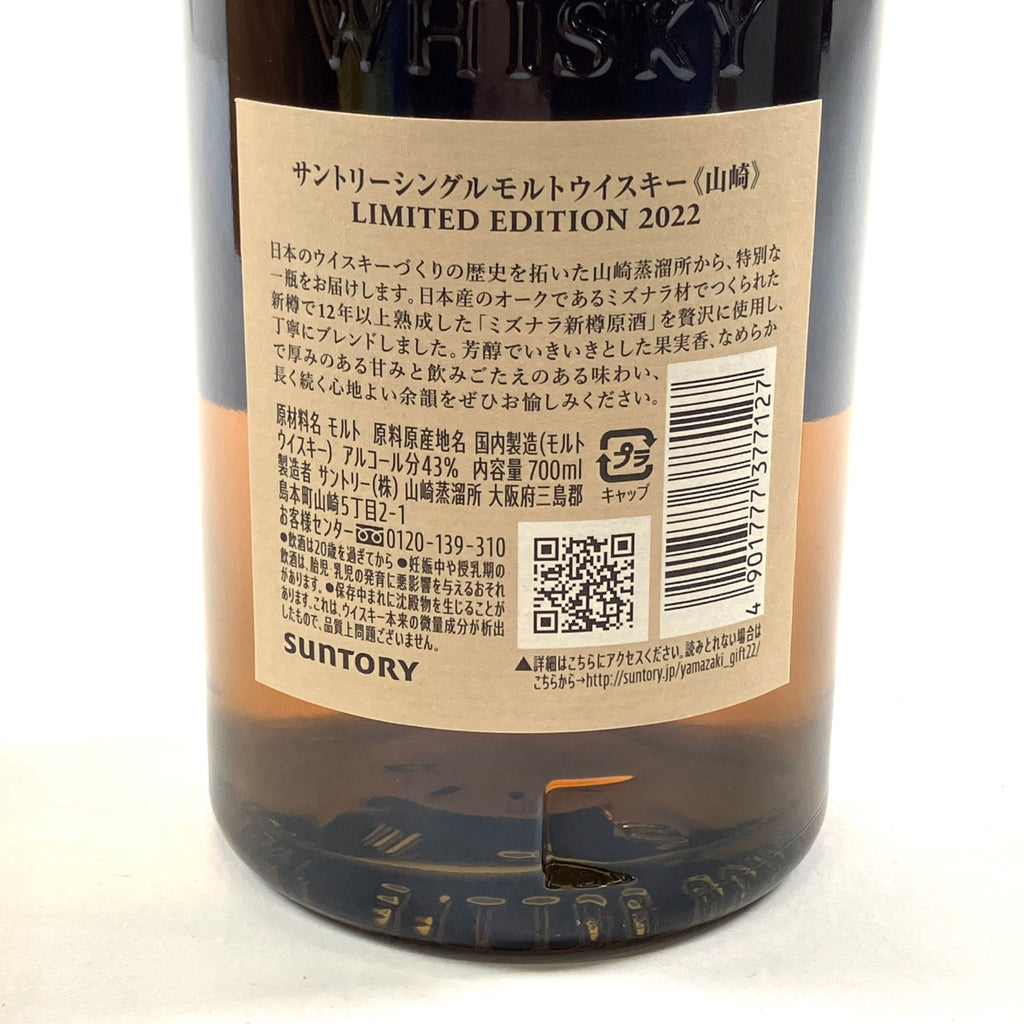 WHISKY
サントリーシングルモルトウイスキー《山崎》
LIMITED EDITION 2022
日本のウイスキーづくりの歴史を拓いた山崎蒸溜所から、特別な
一瓶をお届けします。日本産のオークであるミズナラ材でつくられた
新樽で12年以上熟成した「ミズナラ新樽原酒」を贅沢に使用し、
丁寧にブレンドしました。芳醇でいきいきとした果実香、なめらか
で厚みのある甘みと飲みごたえのある味わい、
長く続く心地よい余韻をぜひお愉しみください。
原材料名 モルト 原料原産地名 国内製造(モルト
ウイスキー) アルコール分43% 内容量700ml
製造者 サントリー(株) 山崎蒸溜所 大阪府三島郡
島本町山崎5丁目2-1
お客様センター 0120-139-310
●飲酒は20歳を過ぎてから ●妊娠中や授乳期の
飲酒は、胎児・乳児の発育に悪影響を与えるおそれ
があります。●保存中まれに沈殿物を生じることが
あります。これは、ウイスキー本来の微量成分が析出
したもので、品質上問題ございません。
SUNTORY
プラ
キャップ
4 901777 377127
▲詳細はこちらにアクセスください。読みとれない場合は
こちらから→http://suntory.jp/yamazaki_gift22/